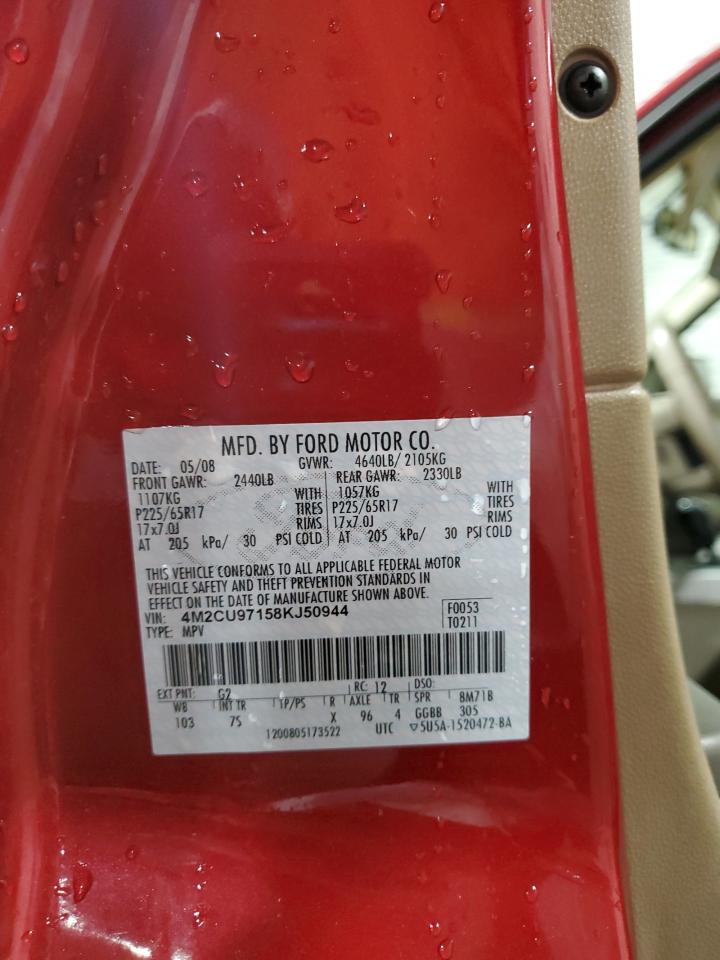 MFD. BY FORD MOTOR CO.
DATE: 05/08 GVWR: 4640LB/ 2105KG
FRONT GAWR: 2440LB REAR GAWR: 2330LB
1107KG WITH 1057KG WITH
P225/65R17 TIRES P225/65R17 TIRES
17x7.0J RIMS 17x7.0J RIMS
AT 205 kPa/ 30 PSI COLD AT 205 kPa/ 30 PSI COLD
THIS VEHICLE CONFORMS TO ALL APPLICABLE FEDERAL MOTOR
VEHICLE SAFETY AND THEFT PREVENTION STANDARDS IN
EFFECT ON THE DATE OF MANUFACTURE SHOWN ABOVE.
VIN: 4M2CU97158KJ50944 F0053
TYPE: MPV T0211
EXT PNT: G2 RC: 12 DSO:
WB INT TR TP/PS R AXLE TR SPR 8M71B
103 75 X 96 4 GGBB 305
1200805173522 UTC ▽5U5A-1520472-BA